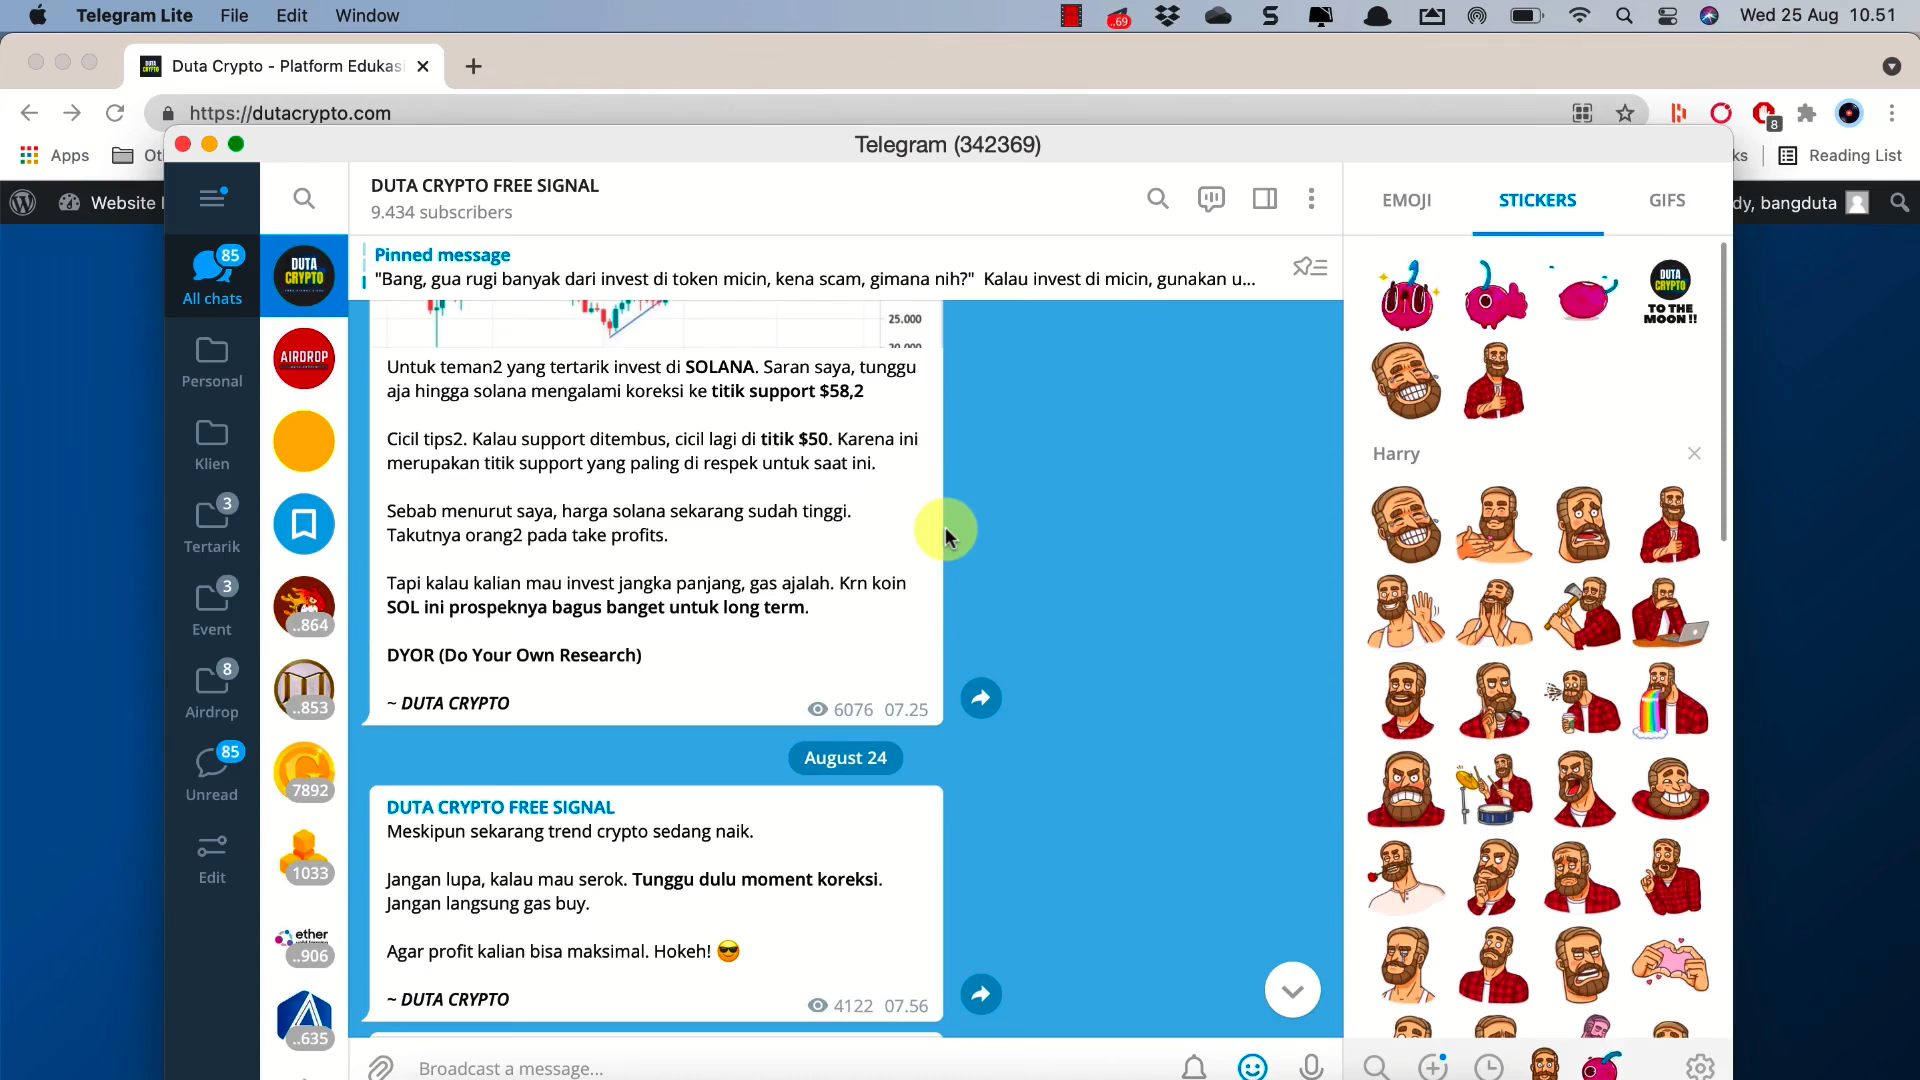 Telegram Lite File Edit Window
..69
Wed 25 Aug 10.51
DUTA CRYPTO
Duta Crypto - Platform Edukasi
https://dutacrypto.com
8
Apps
Telegram (342369)
Reading List
Website
bangduta
DUTA CRYPTO FREE SIGNAL
9.434 subscribers
EMOJI STICKERS GIFS
Pinned message
"Bang, gua rugi banyak dari invest di token micin, kena scam, gimana nih?" Kalau invest di micin, gunakan u...
85
All chats
Personal
Klien
3
Tertarik
3
Event
8
Airdrop
85
Unread
Edit
DUTA
CRYPTO
AIRDROP
..864
..853
7892
1033
ether
..906
..635
25.000
Untuk teman2 yang tertarik invest di SOLANA. Saran saya, tunggu
aja hingga solana mengalami koreksi ke titik support $58,2
Cicil tips2. Kalau support ditembus, cicil lagi di titik $50. Karena ini
merupakan titik support yang paling di respek untuk saat ini.
Sebab menurut saya, harga solana sekarang sudah tinggi.
Takutnya orang2 pada take profits.
Tapi kalau kalian mau invest jangka panjang, gas ajalah. Krn koin
SOL ini prospeknya bagus banget untuk long term.
DYOR (Do Your Own Research)
~ DUTA CRYPTO
6076 07.25
August 24
DUTA CRYPTO FREE SIGNAL
Meskipun sekarang trend crypto sedang naik.
Jangan lupa, kalau mau serok. Tunggu dulu moment koreksi.
Jangan langsung gas buy.
Agar profit kalian bisa maksimal. Hokeh! 😎
~ DUTA CRYPTO
4122 07.56
Broadcast a message...
DUTA
CRYPTO
TO THE
MOON !!
Harry